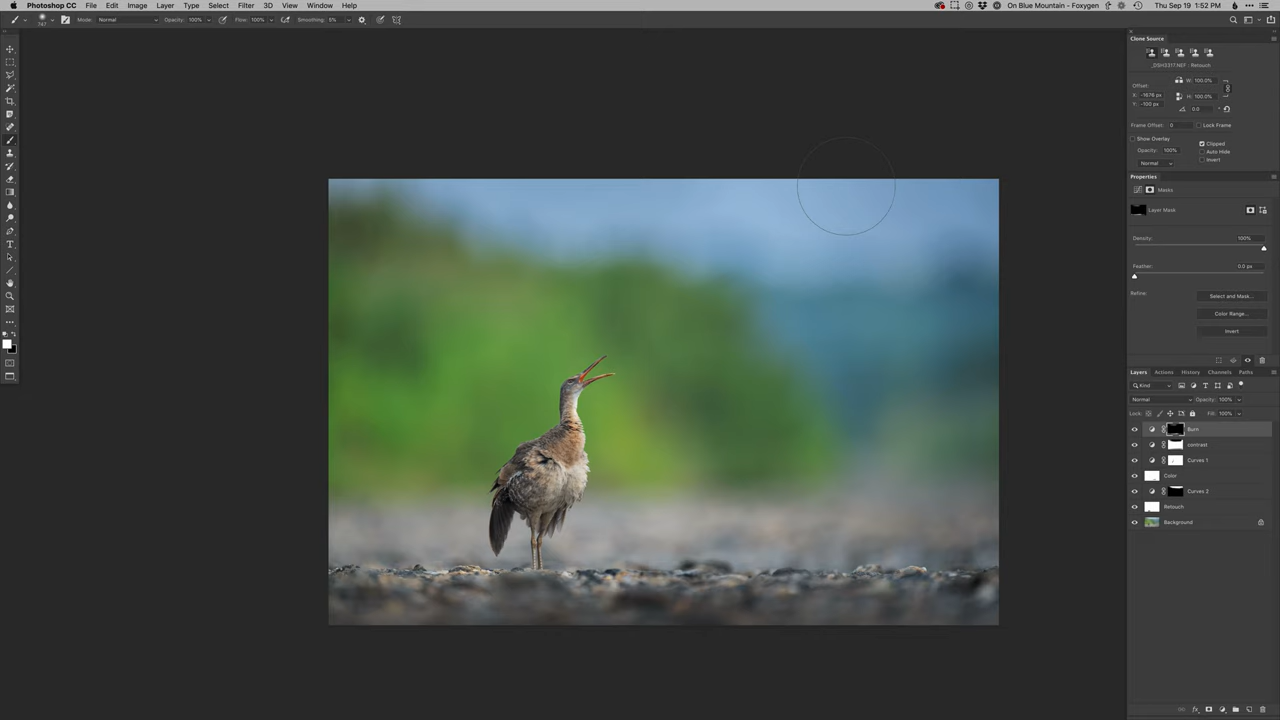 Photoshop CC File Edit Image Layer Type Select Filter 3D View Window Help On Blue Mountain - Foxygen Thu Sep 19 1:52 PM
747 Mode: Normal Opacity: 100% Flow: 100% Smoothing: 5%
Clone Source
_DSH3317.NEF : Retouch
Offset: W: 100.0%
X: -1676 px
H: 100.0%
Y: -190 px
0.0 °
Frame Offset: 0 Lock Frame
Show Overlay Clipped
Opacity: 100% Auto Hide
Normal Invert
Properties
Masks
Layer Mask
Density: 100%
Feather: 0.0 px
Refine: Select and Mask...
Color Range...
Invert
Layers Actions History Channels Paths
Kind
Normal Opacity: 100%
Lock: Fill: 100%
Burn
contrast
Curves 1
Color
Curves 2
Retouch
Background